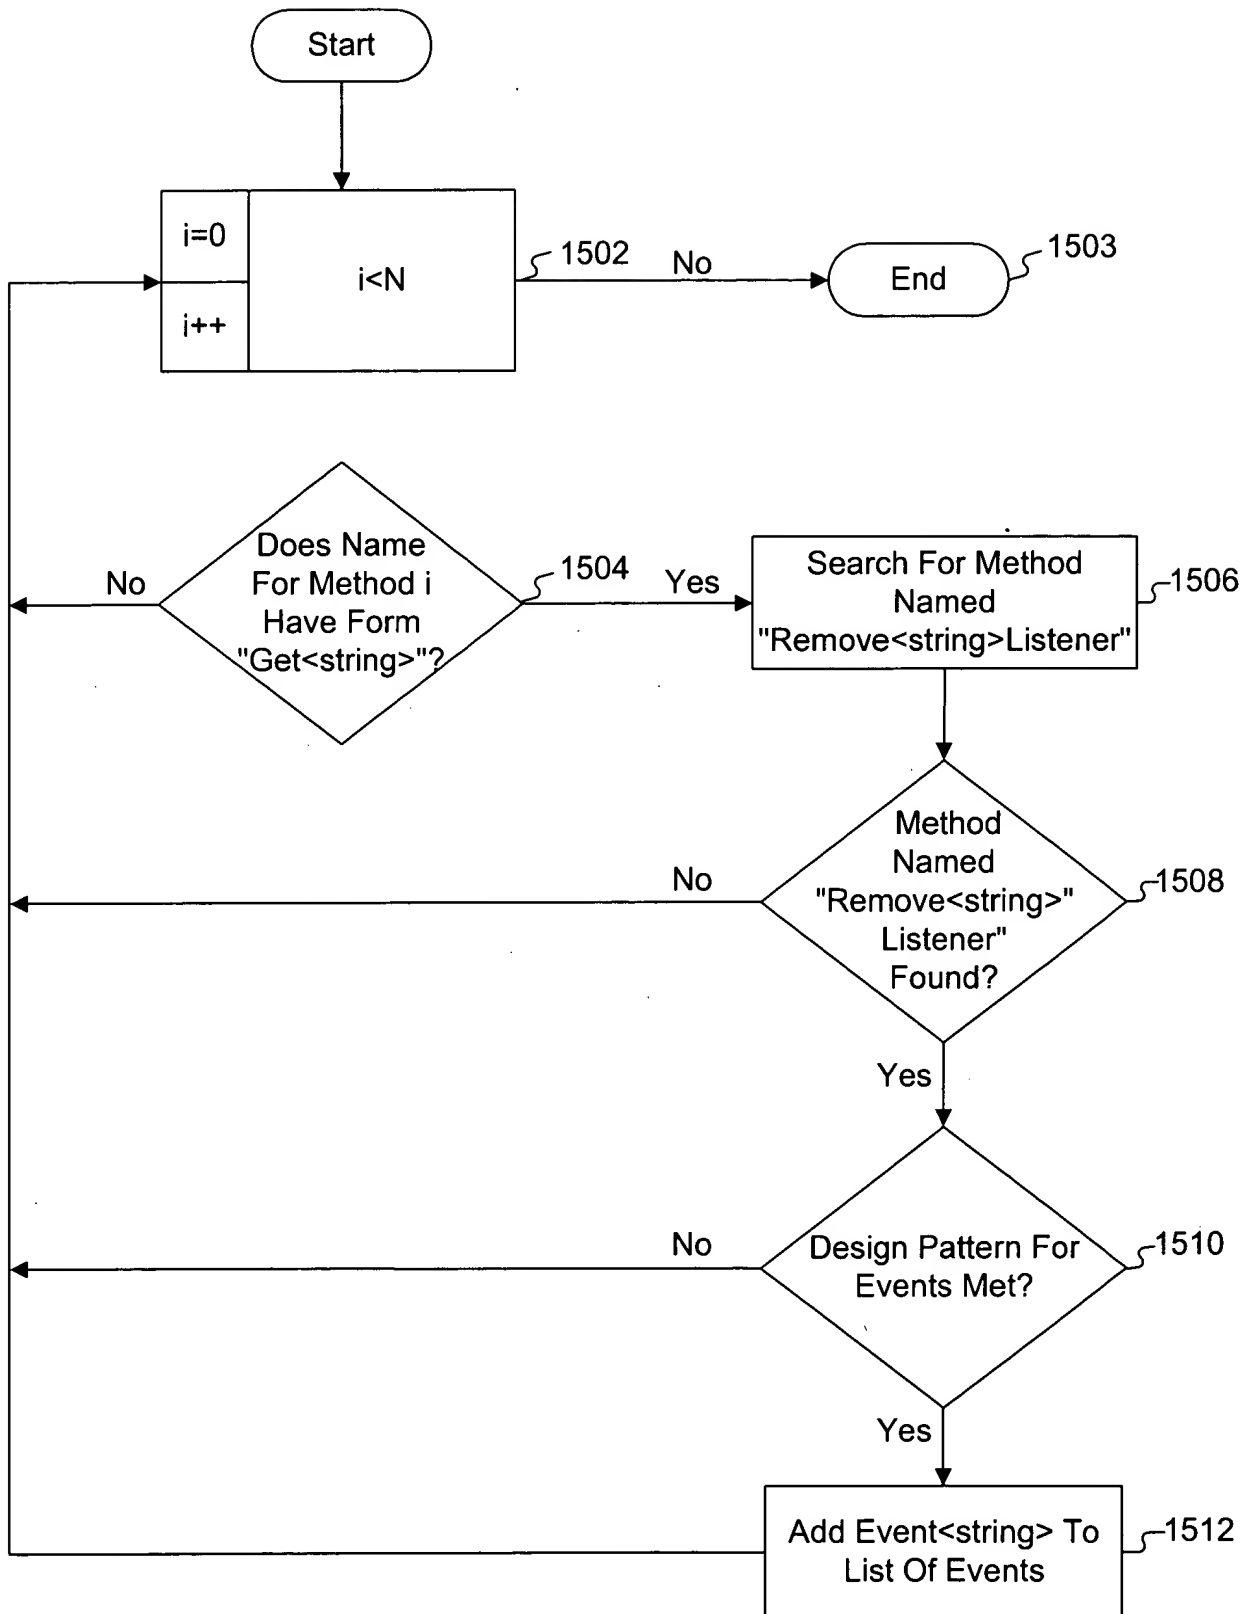 Start
i=0
i++
i<N
1502
No
End
1503
Does Name
For Method i
Have Form
"Get<string>"?
1504
No
Yes
Search For Method
Named
"Remove<string>Listener"
1506
Method
Named
"Remove<string>"
Listener"
Found?
1508
No
Yes
Design Pattern For
Events Met?
1510
No
Yes
Add Event<string> To
List Of Events
1512